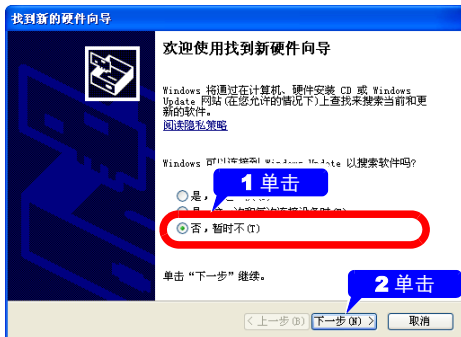 找到新的硬件向导
欢迎使用找到新硬件向导
Windows 将通过在计算机、硬件安装 CD 或 Windows
Update 网站(在您允许的情况下)上查找来搜索当前和更
新的软件。
阅读隐私策略
Windows 可以连接到 Windows Update 以搜索软件吗?
1 单击
是，
否，暂时不(T)
单击“下一步”继续。
2 单击
< 上一步(B)
下一步(N) >
取消